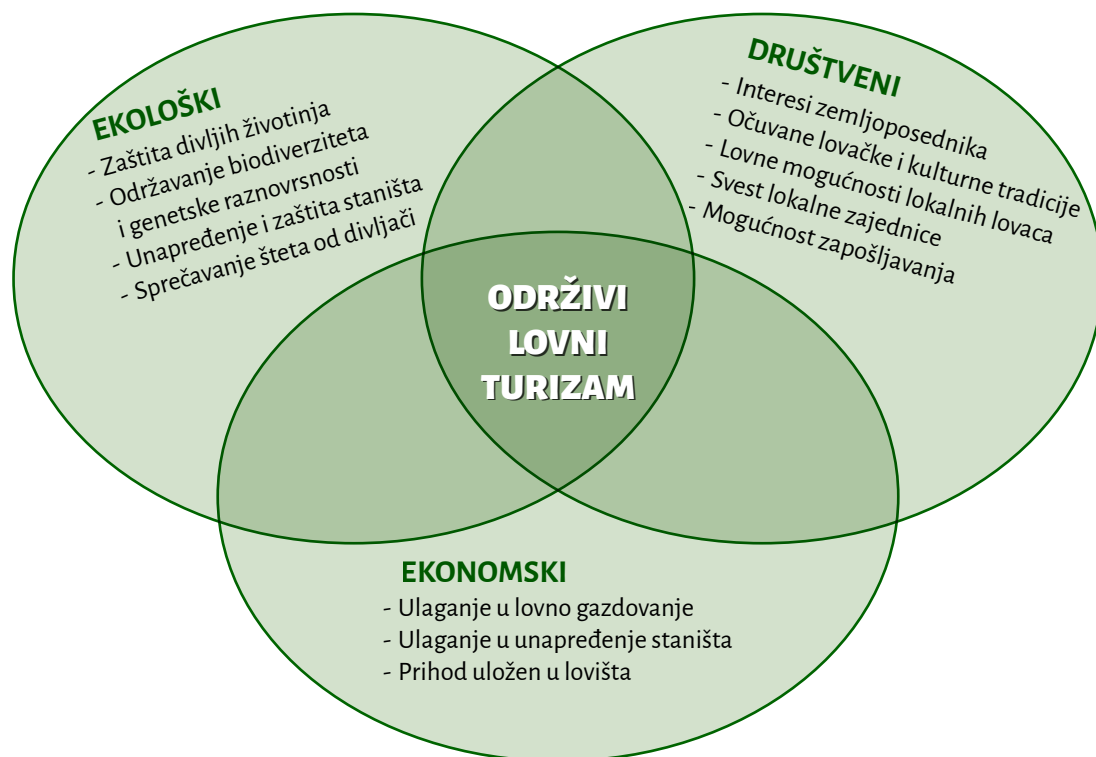 EKOLOŠKI
- Zaštita divljih životinja
- Održavanje biodiverziteta
i genetske raznovrsnosti
- Unapređenje i zaštita staništa
- Sprečavanje šteta od divljači
DRUŠTVENI
- Interesi zemljoposednika
- Očuvane lovačke i kulturne tradicije
- Lovne mogućnosti lokalnih lovaca
- Svest lokalne zajednice
- Mogućnost zapošljavanja
ODRŽIVI
LOVNI
TURIZAM
EKONOMSKI
- Ulaganje u lovno gazdovanje
- Ulaganje u unapređenje staništa
- Prihod uložen u lovišta